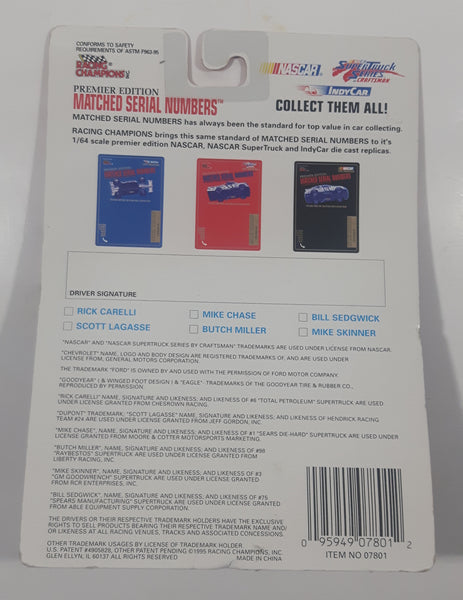 CONFORMS TO SAFETY
REQUIREMENTS OF ASTM F963-95
RACING
CHAMPIONS
NASCAR
SuperTruck
Series
BY CRAFTSMAN
INDYCAR
PREMIER EDITION
MATCHED SERIAL NUMBERS™
COLLECT THEM ALL!
MATCHED SERIAL NUMBERS has always been the standard for top value in car collecting.
RACING CHAMPIONS brings this same standard of MATCHED SERIAL NUMBERS to it's
1/64 scale premier edition NASCAR, NASCAR SuperTruck and IndyCar die cast replicas.
MATCHED SERIAL NUMBERS
DRIVER SIGNATURE
RICK CARELLI
MIKE CHASE
BILL SEDGWICK
SCOTT LAGASSE
BUTCH MILLER
MIKE SKINNER
"NASCAR" AND "NASCAR SUPERTRUCK SERIES BY CRAFTSMAN" TRADEMARKS ARE USED UNDER LICENSE FROM NASCAR.
"CHEVROLET" NAME, LOGO AND BODY DESIGN ARE REGISTERED TRADEMARKS OF, AND ARE USED UNDER
LICENSE FROM, GENERAL MOTORS CORPORATION.
THE TRADEMARK "FORD" IS OWNED BY AND USED WITH THE PERMISSION OF FORD MOTOR COMPANY.
"GOODYEAR" ( & WINGED FOOT DESIGN ) & "EAGLE" - TRADEMARKS OF THE GOODYEAR TIRE & RUBBER CO.,
REPRODUCED BY PERMISSION.
"RICK CARELLI" NAME, SIGNATURE AND LIKENESS; AND LIKENESS OF #6 "TOTAL PETROLEUM" SUPERTRUCK ARE
USED UNDER LICENSE GRANTED FROM CHESROWN RACING.
"DUPONT" TRADEMARK, "SCOTT LAGASSE" NAME, SIGNATURE AND LIKENESS; AND LIKENESS OF HENDRICK RACING
TEAM #24 ARE USED UNDER LICENSE GRANTED FROM JEFF GORDON, INC.
"MIKE CHASE", NAME, SIGNATURE AND LIKENESS; AND LIKENESS OF #1 "SEARS DIE-HARD" SUPERTRUCK ARE USED UNDER
LICENSE GRANTED FROM MOORE & COTTER MOTORSPORTS MARKETING.
"BUTCH MILLER", NAME, SIGNATURE AND LIKENESS; AND LIKENESS OF #98
"RAYBESTOS" SUPERTRUCK ARE USED UNDER LICENSE GRANTED FROM
LIBERTY RACING, INC.
"MIKE SKINNER", NAME, SIGNATURE AND LIKENESS; AND LIKENESS OF #3
"GM GOODWRENCH" SUPERTRUCK ARE USED UNDER LICENSE GRANTED
FROM RCR ENTERPRISES, INC.
"BILL SEDGWICK", NAME, SIGNATURE AND LIKENESS; AND LIKENESS OF #75
"SPEARS MANUFACTURING" SUPERTRUCK ARE USED UNDER LICENSE GRANTED
FROM ABLE EQUIPMENT SUPPLY CORPORATION.
THE DRIVERS OR THEIR RESPECTIVE TRADEMARK HOLDERS HAVE THE EXCLUSIVE
RIGHTS TO SELL PRODUCTS BEARING THEIR RESPECTIVE TRADEMARK NAME AND/OR
LIKENESS AT ALL RACING VENUES, TRACKS AND ASSOCIATED CONCESSIONS.
OTHER TRADEMARK USAGES BY LICENSE OF TRADEMARK HOLDER.
U.S. PATENT #4905828, OTHER PATENT PENDING ©1995 RACING CHAMPIONS, INC.
GLEN ELLYN, IL 60137 ALL RIGHTS RESERVED MADE IN CHINA
0 95949 07801 2
ITEM NO 07801